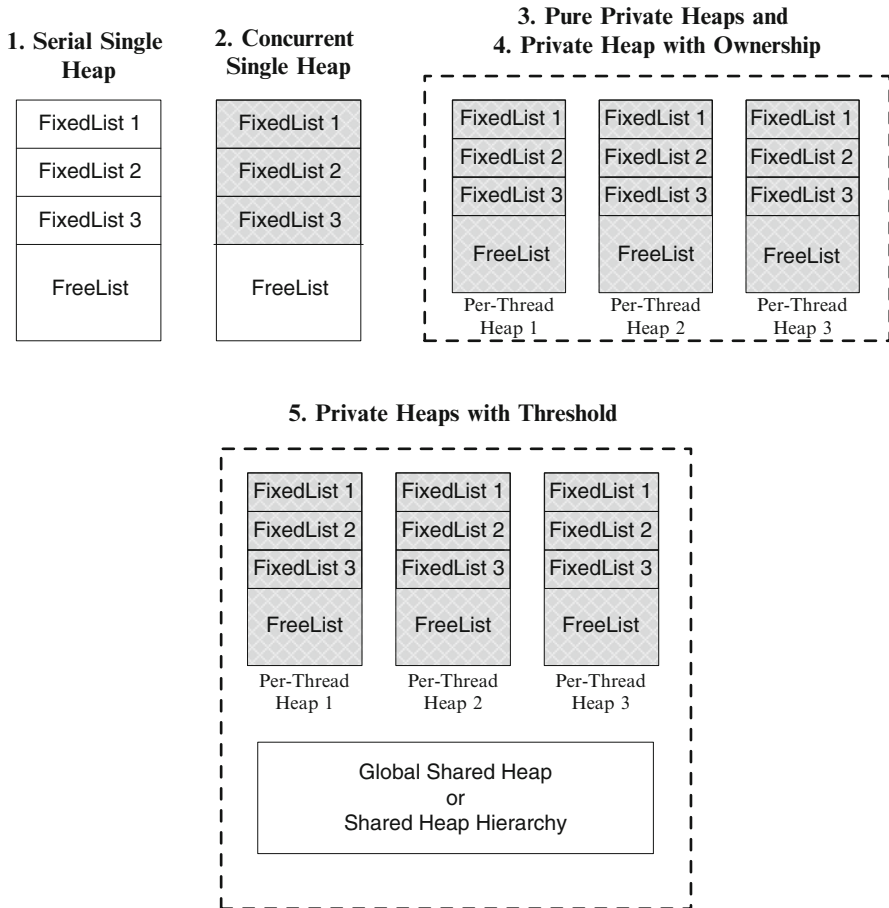 1. Serial Single
Heap
FixedList 1
FixedList 2
FixedList 3
FreeList
2. Concurrent
Single Heap
FixedList 1
FixedList 2
FixedList 3
FreeList
3. Pure Private Heaps and
4. Private Heap with Ownership
FixedList 1
FixedList 2
FixedList 3
FreeList
Per-Thread
Heap 1
FixedList 1
FixedList 2
FixedList 3
FreeList
Per-Thread
Heap 2
FixedList 1
FixedList 2
FixedList 3
FreeList
Per-Thread
Heap 3
5. Private Heaps with Threshold
FixedList 1
FixedList 2
FixedList 3
FreeList
Per-Thread
Heap 1
FixedList 1
FixedList 2
FixedList 3
FreeList
Per-Thread
Heap 2
FixedList 1
FixedList 2
FixedList 3
FreeList
Per-Thread
Heap 3
Global Shared Heap
or
Shared Heap Hierarchy